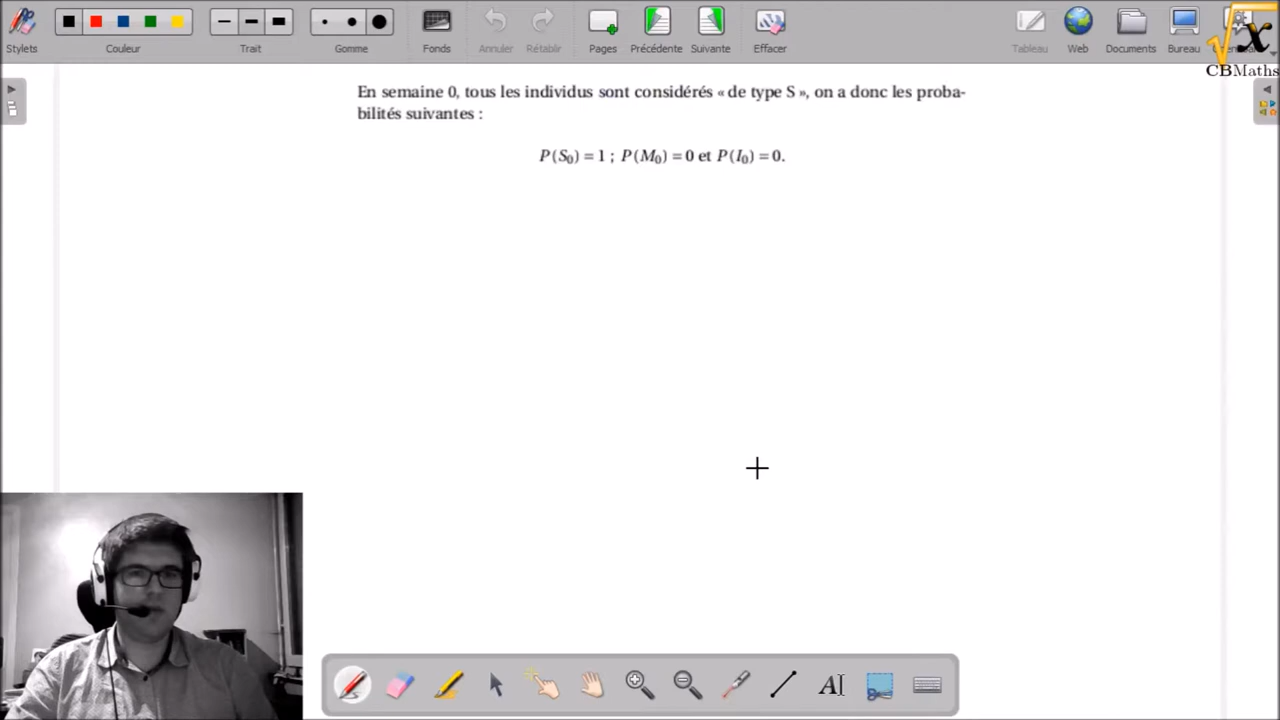 Stylets
Couleur
Trait
Gomme
Fonds
Annuler
Rétablir
Pages
Précédente
Suivante
Effacer
Tableau
Web
Documents
Bureau
CBMaths
En semaine 0, tous les individus sont considérés « de type S », on a donc les proba-
bilités suivantes :
P(S₀) = 1 ; P(M₀) = 0 et P(I₀) = 0.